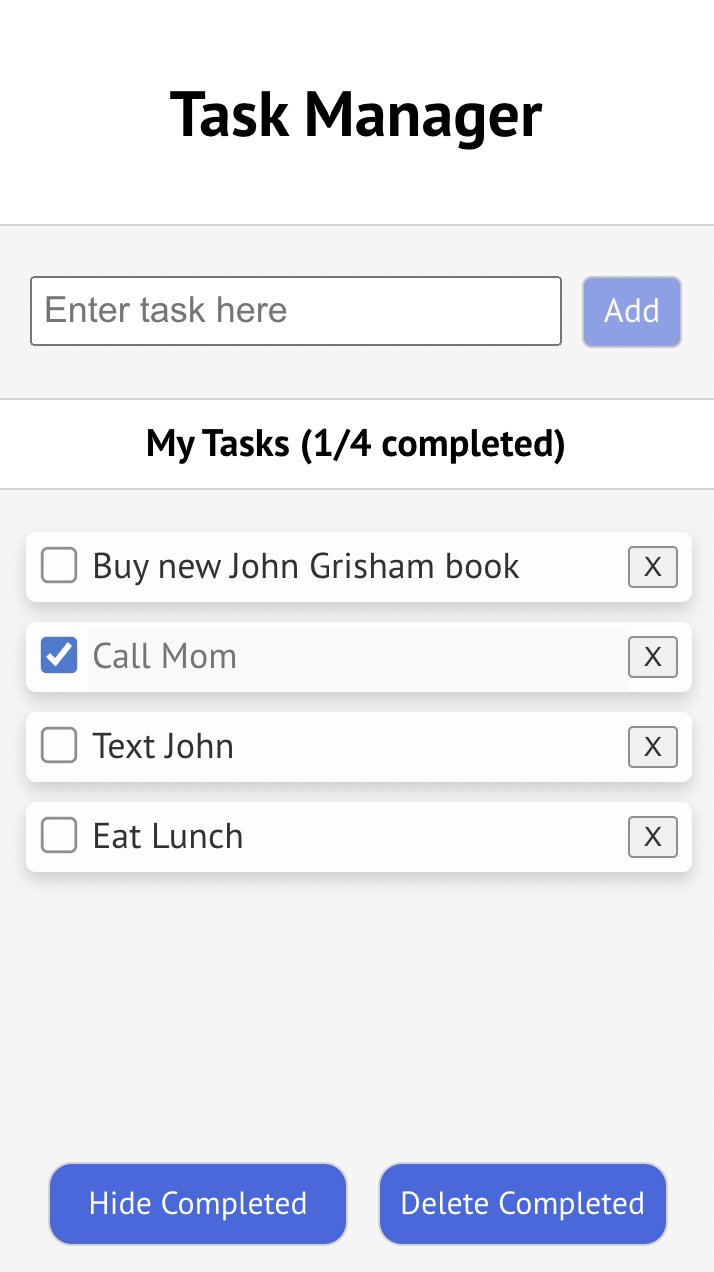 Task Manager
Enter task here
Add
My Tasks (1/4 completed)
Buy new John Grisham book X
Call Mom X
Text John X
Eat Lunch X
Hide Completed
Delete Completed